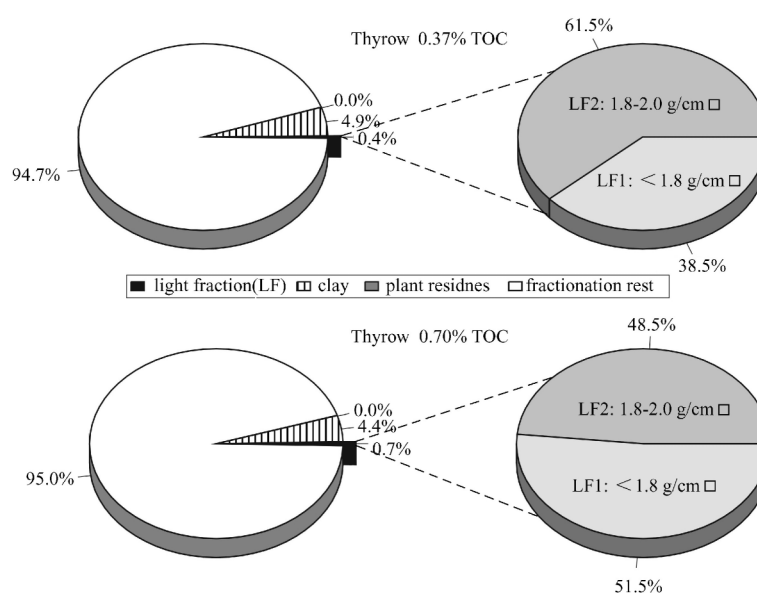 Thyrow 0.37% TOC
61.5%
0.0%
4.9%
0.4%
94.7%
LF2: 1.8-2.0 g/cm□
LF1: <1.8 g/cm□
38.5%
light fraction(LF) clay plant residnes fractionation rest
Thyrow 0.70% TOC
48.5%
0.0%
4.4%
0.7%
95.0%
LF2: 1.8-2.0 g/cm□
LF1: <1.8 g/cm□
51.5%